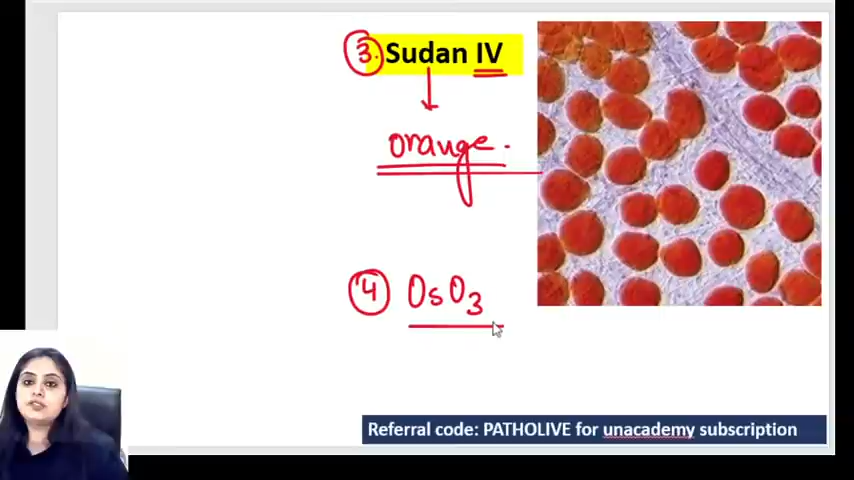 3. Sudan IV
orange.
4 OsO3
Referral code: PATHOLIVE for unacademy subscription